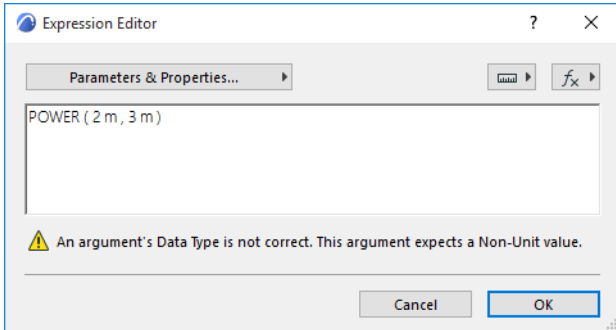 Expression Editor ?
Parameters & Properties... fx
POWER ( 2 m , 3 m )
An argument's Data Type is not correct. This argument expects a Non-Unit value.
Cancel OK